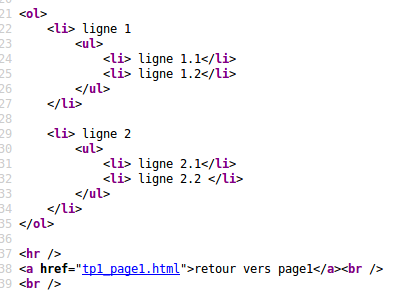 21 <ol>
22     <li> ligne 1
23         <ul>
24             <li> ligne 1.1</li>
25             <li> ligne 1.2</li>
26         </ul>
27     </li>
28
29     <li> ligne 2
30         <ul>
31             <li> ligne 2.1</li>
32             <li> ligne 2.2 </li>
33         </ul>
34     </li>
35 </ol>
36
37 <hr />
38 <a href="tp1_page1.html">retour vers page1</a><br />
39 <br />